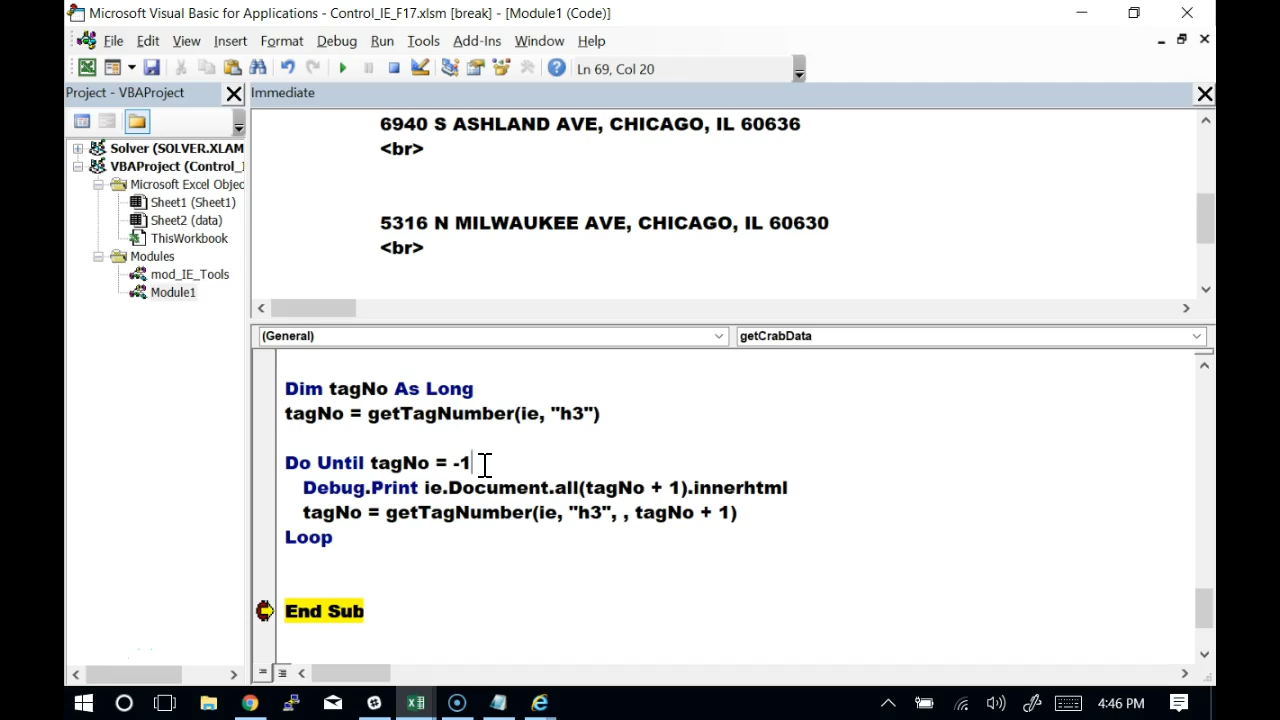 Microsoft Visual Basic for Applications - Control_IE_F17.xlsm [break] - [Module1 (Code)]
File Edit View Insert Format Debug Run Tools Add-Ins Window Help
Ln 69, Col 20
Project - VBAProject
Immediate
Solver (SOLVER.XLAM
VBAProject (Control_I
Microsoft Excel Objec
Sheet1 (Sheet1)
Sheet2 (data)
ThisWorkbook
Modules
mod_IE_Tools
Module1
6940 S ASHLAND AVE, CHICAGO, IL 60636
<br>
5316 N MILWAUKEE AVE, CHICAGO, IL 60630
<br>
(General)
getCrabData
Dim tagNo As Long
tagNo = getTagNumber(ie, "h3")
Do Until tagNo = -1
Debug.Print ie.Document.all(tagNo + 1).innerhtml
tagNo = getTagNumber(ie, "h3", , tagNo + 1)
Loop
End Sub
4:46 PM